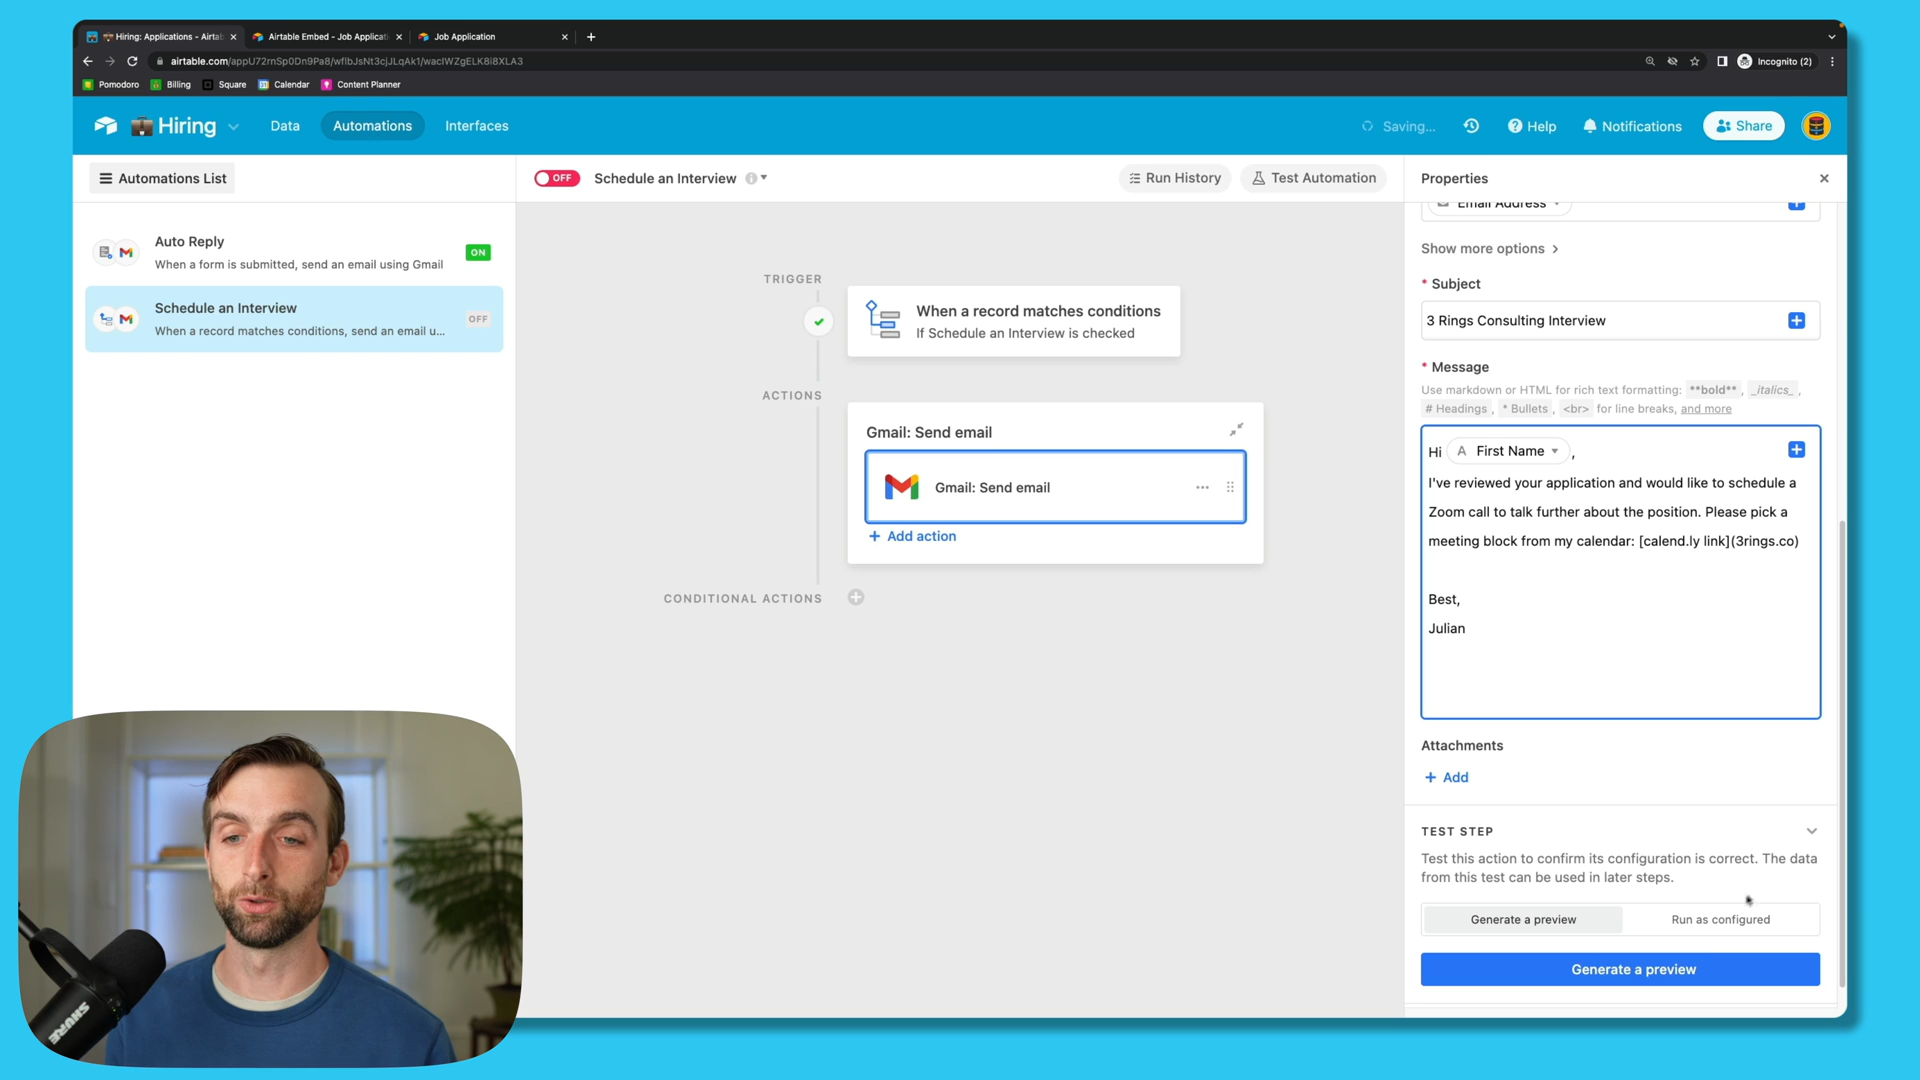 Hiring: Applications - Airtab
Airtable Embed - Job Applicati
Job Application
airtable.com/appU72rnSp0Dn9Pa8/wflbJsNt3cjJLqAk1/wacIWZgELK8i8XLA3
Incognito (2)
Pomodoro
Billing
Square
Calendar
Content Planner
Hiring
Data
Automations
Interfaces
Saving...
Help
Notifications
Share
Automations List
OFF
Schedule an Interview
Run History
Test Automation
Properties
Auto Reply
When a form is submitted, send an email using Gmail
ON
Schedule an Interview
When a record matches conditions, send an email u...
OFF
TRIGGER
When a record matches conditions
If Schedule an Interview is checked
ACTIONS
Gmail: Send email
Gmail: Send email
+ Add action
CONDITIONAL ACTIONS
Email Address
Show more options
* Subject
3 Rings Consulting Interview
* Message
Use markdown or HTML for rich text formatting: **bold** , _italics_ ,
# Headings , * Bullets , <br> for line breaks, and more
Hi A First Name ,
I've reviewed your application and would like to schedule a
Zoom call to talk further about the position. Please pick a
meeting block from my calendar: [calend.ly link](3rings.co)
Best,
Julian
Attachments
+ Add
TEST STEP
Test this action to confirm its configuration is correct. The data
from this test can be used in later steps.
Generate a preview
Run as configured
Generate a preview
SHURE